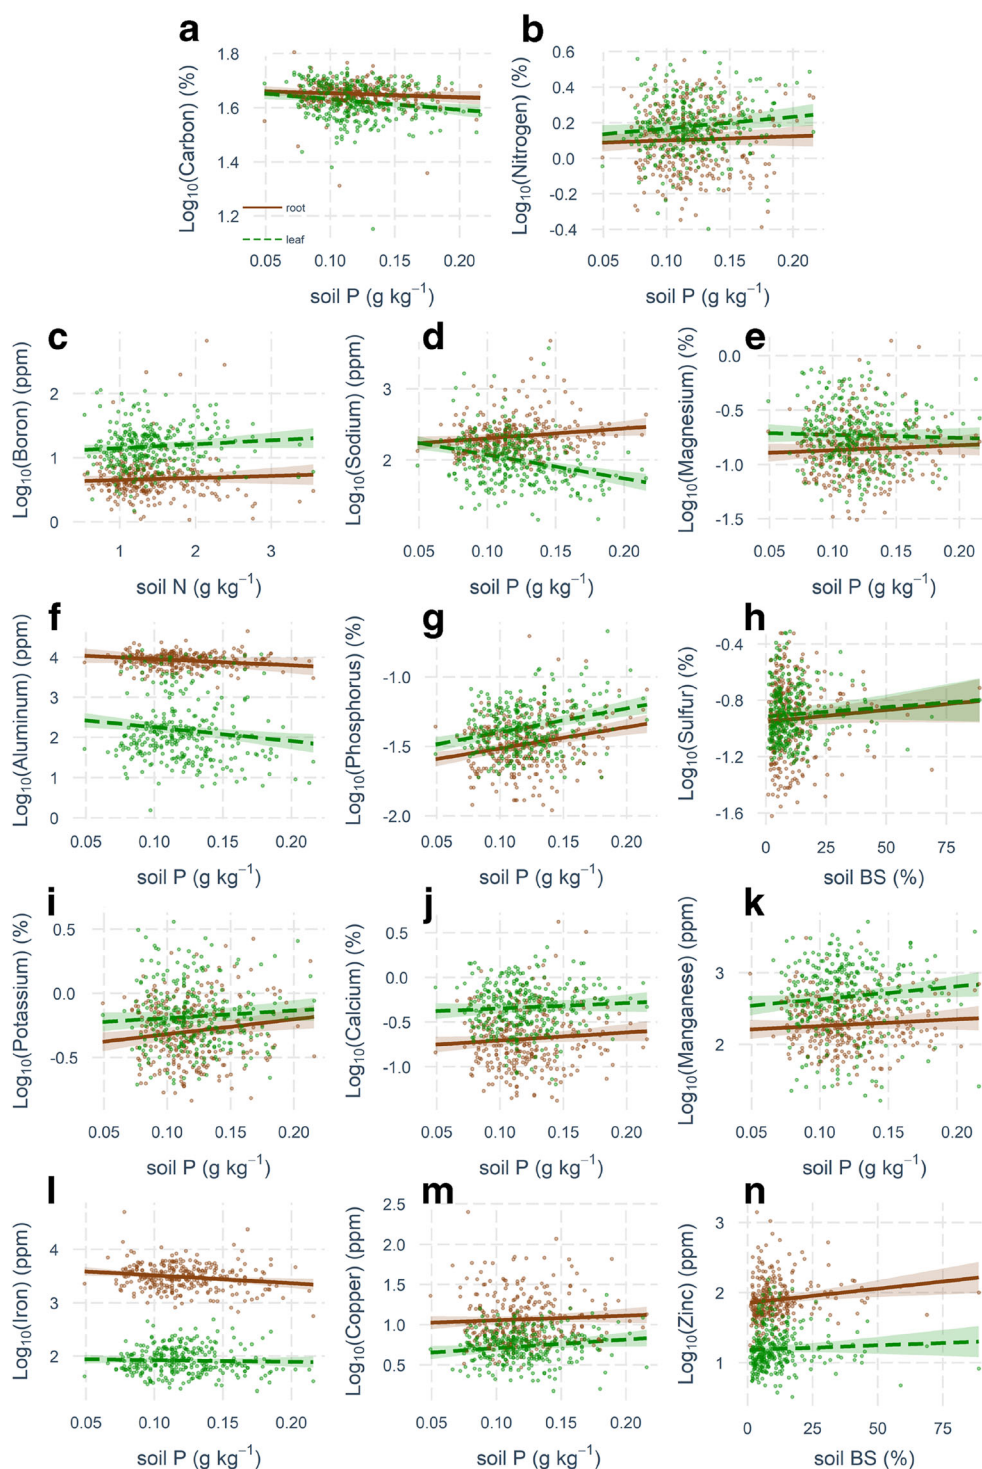 a
b
Log10(Carbon) (%)
1.8
1.6
1.4
1.2
root
leaf
0.05 0.10 0.15 0.20
soil P (g kg−1)
Log10(Nitrogen) (%)
0.6
0.4
0.2
0.0
-0.2
-0.4
0.05 0.10 0.15 0.20
soil P (g kg−1)
c
d
e
Log10(Boron) (ppm)
2
1
0
1 2 3
soil N (g kg−1)
Log10(Sodium) (ppm)
3
2
0.05 0.10 0.15 0.20
soil P (g kg−1)
Log10(Magnesium) (%)
0.0
-0.5
-1.0
-1.5
0.05 0.10 0.15 0.20
soil P (g kg−1)
f
g
h
Log10(Aluminum) (ppm)
4
3
2
1
0
0.05 0.10 0.15 0.20
soil P (g kg−1)
Log10(Phosphorus) (%)
-1.0
-1.5
-2.0
0.05 0.10 0.15 0.20
soil P (g kg−1)
Log10(Sulfur) (%)
-0.4
-0.8
-1.2
-1.6
0 25 50 75
soil BS (%)
i
j
k
Log10(Potassium) (%)
0.5
0.0
-0.5
0.05 0.10 0.15 0.20
soil P (g kg−1)
Log10(Calcium) (%)
0.5
0.0
-0.5
-1.0
0.05 0.10 0.15 0.20
soil P (g kg−1)
Log10(Manganese) (ppm)
3
2
0.05 0.10 0.15 0.20
soil P (g kg−1)
l
m
n
Log10(Iron) (ppm)
4
3
2
0.05 0.10 0.15 0.20
soil P (g kg−1)
Log10(Copper) (ppm)
2.5
2.0
1.5
1.0
0.5
0.05 0.10 0.15 0.20
soil P (g kg−1)
Log10(Zinc) (ppm)
3
2
1
0 25 50 75
soil BS (%)